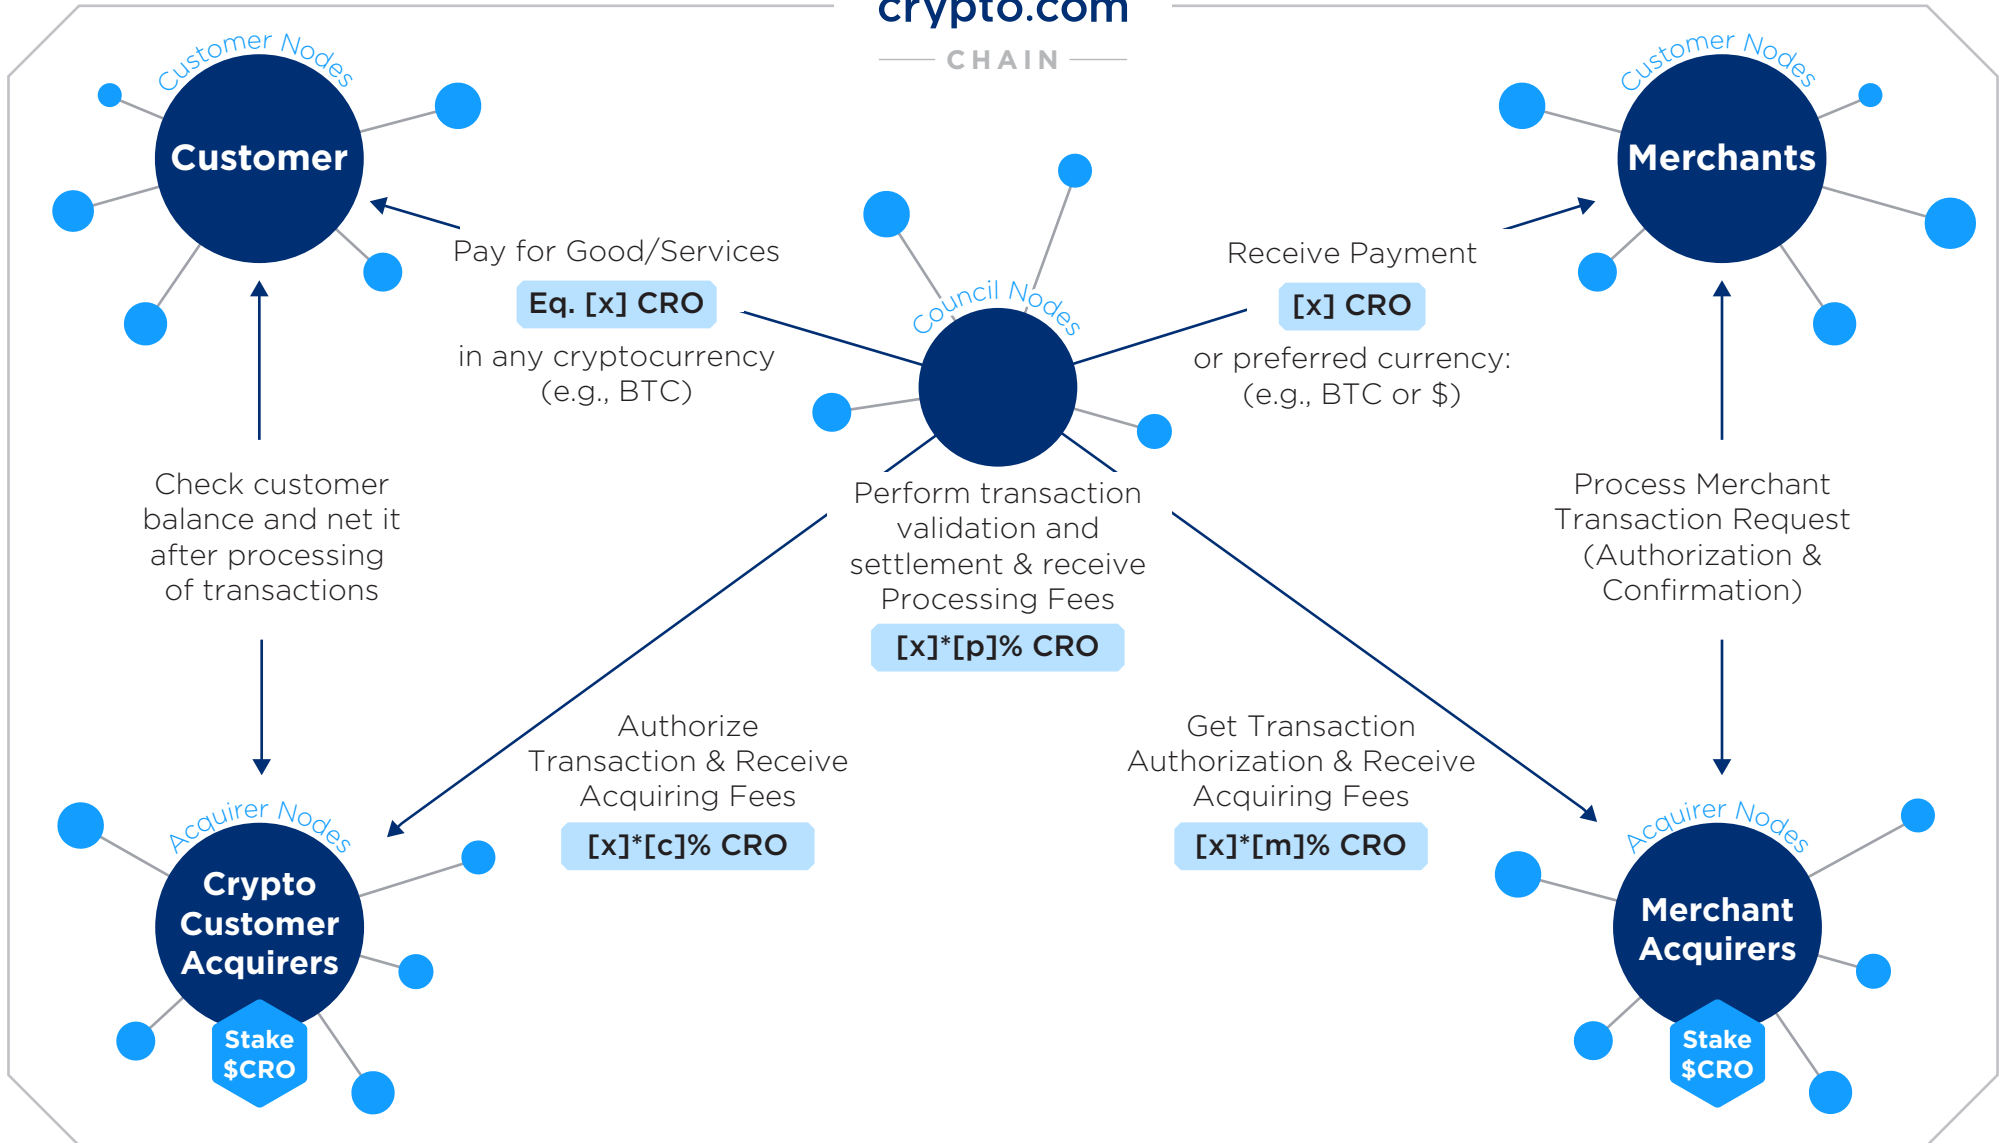 crypto.com
CHAIN
Customer Nodes
Customer
Customer Nodes
Merchants
Pay for Good/Services
Eq. [x] CRO
in any cryptocurrency
(e.g., BTC)
Council Nodes
Receive Payment
[x] CRO
or preferred currency:
(e.g., BTC or $)
Check customer
balance and net it
after processing
of transactions
Perform transaction
validation and
settlement & receive
Processing Fees
[x]*[p]% CRO
Process Merchant
Transaction Request
(Authorization &
Confirmation)
Authorize
Transaction & Receive
Acquiring Fees
[x]*[c]% CRO
Get Transaction
Authorization & Receive
Acquiring Fees
[x]*[m]% CRO
Acquirer Nodes
Crypto
Customer
Acquirers
Stake
$CRO
Acquirer Nodes
Merchant
Acquirers
Stake
$CRO